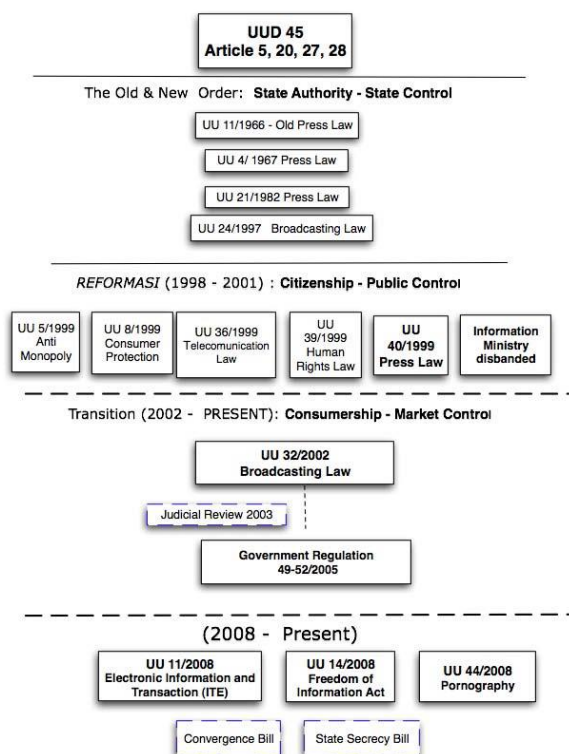 UUD 45
Article 5, 20, 27, 28
The Old & New Order: State Authority - State Control
UU 11/1966 - Old Press Law
UU 4/ 1967 Press Law
UU 21/1982 Press Law
UU 24/1997 Broadcasting Law
REFORMASI (1998 - 2001) : Citizenship - Public Control
UU 5/1999
Anti
Monopoly
UU 8/1999
Consumer
Protection
UU 36/1999
Telecomunication
Law
UU
39/1999
Human
Rights Law
UU
40/1999
Press Law
Information
Ministry
disbanded
Transition (2002 - PRESENT): Consumership - Market Control
UU 32/2002
Broadcasting Law
Judicial Review 2003
Government Regulation
49-52/2005
(2008 - Present)
UU 11/2008
Electronic Information and
Transaction (ITE)
UU 14/2008
Freedom of
Information Act
UU 44/2008
Pornography
Convergence Bill
State Secrecy Bill